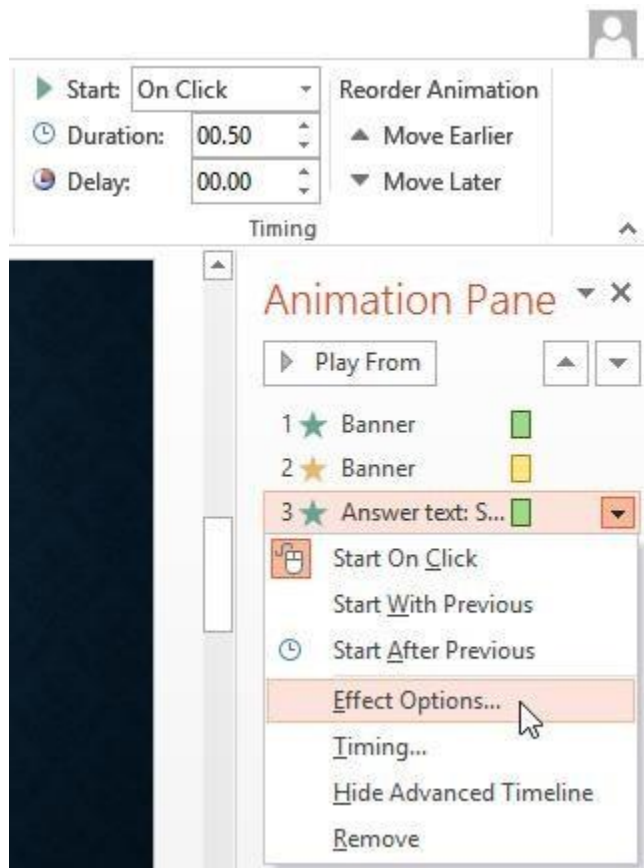 Start: On Click
Reorder Animation
Duration: 00.50
Move Earlier
Delay: 00.00
Move Later
Timing
Animation Pane
Play From
1 Banner
2 Banner
3 Answer text: S...
Start On Click
Start With Previous
Start After Previous
Effect Options...
Timing...
Hide Advanced Timeline
Remove